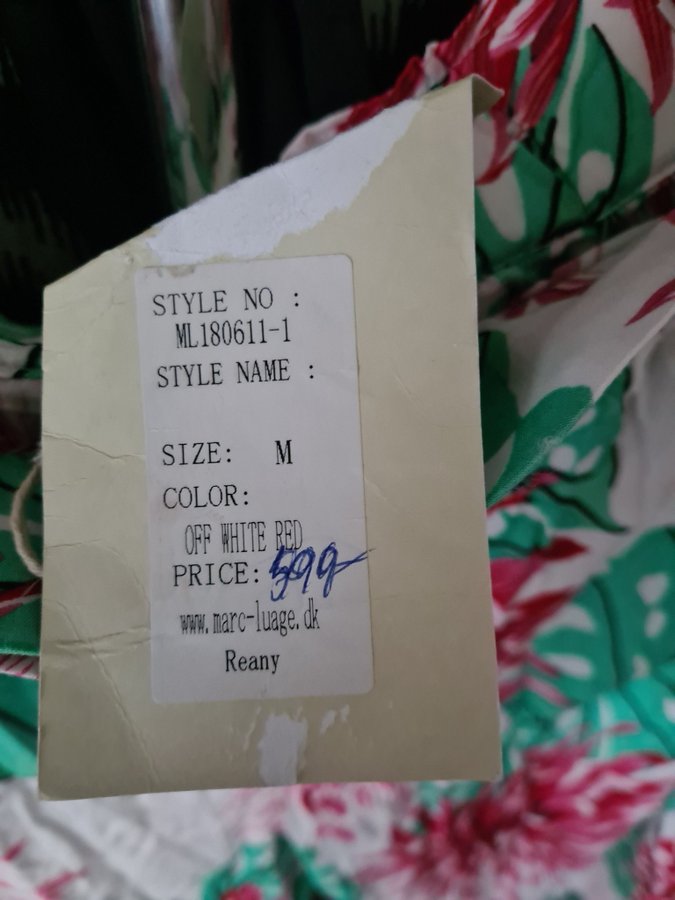 STYLE NO :
ML180611-1
STYLE NAME :
SIZE: M
COLOR:
OFF WHITE RED
PRICE: 599-
www.marc-luage.dk
Reany